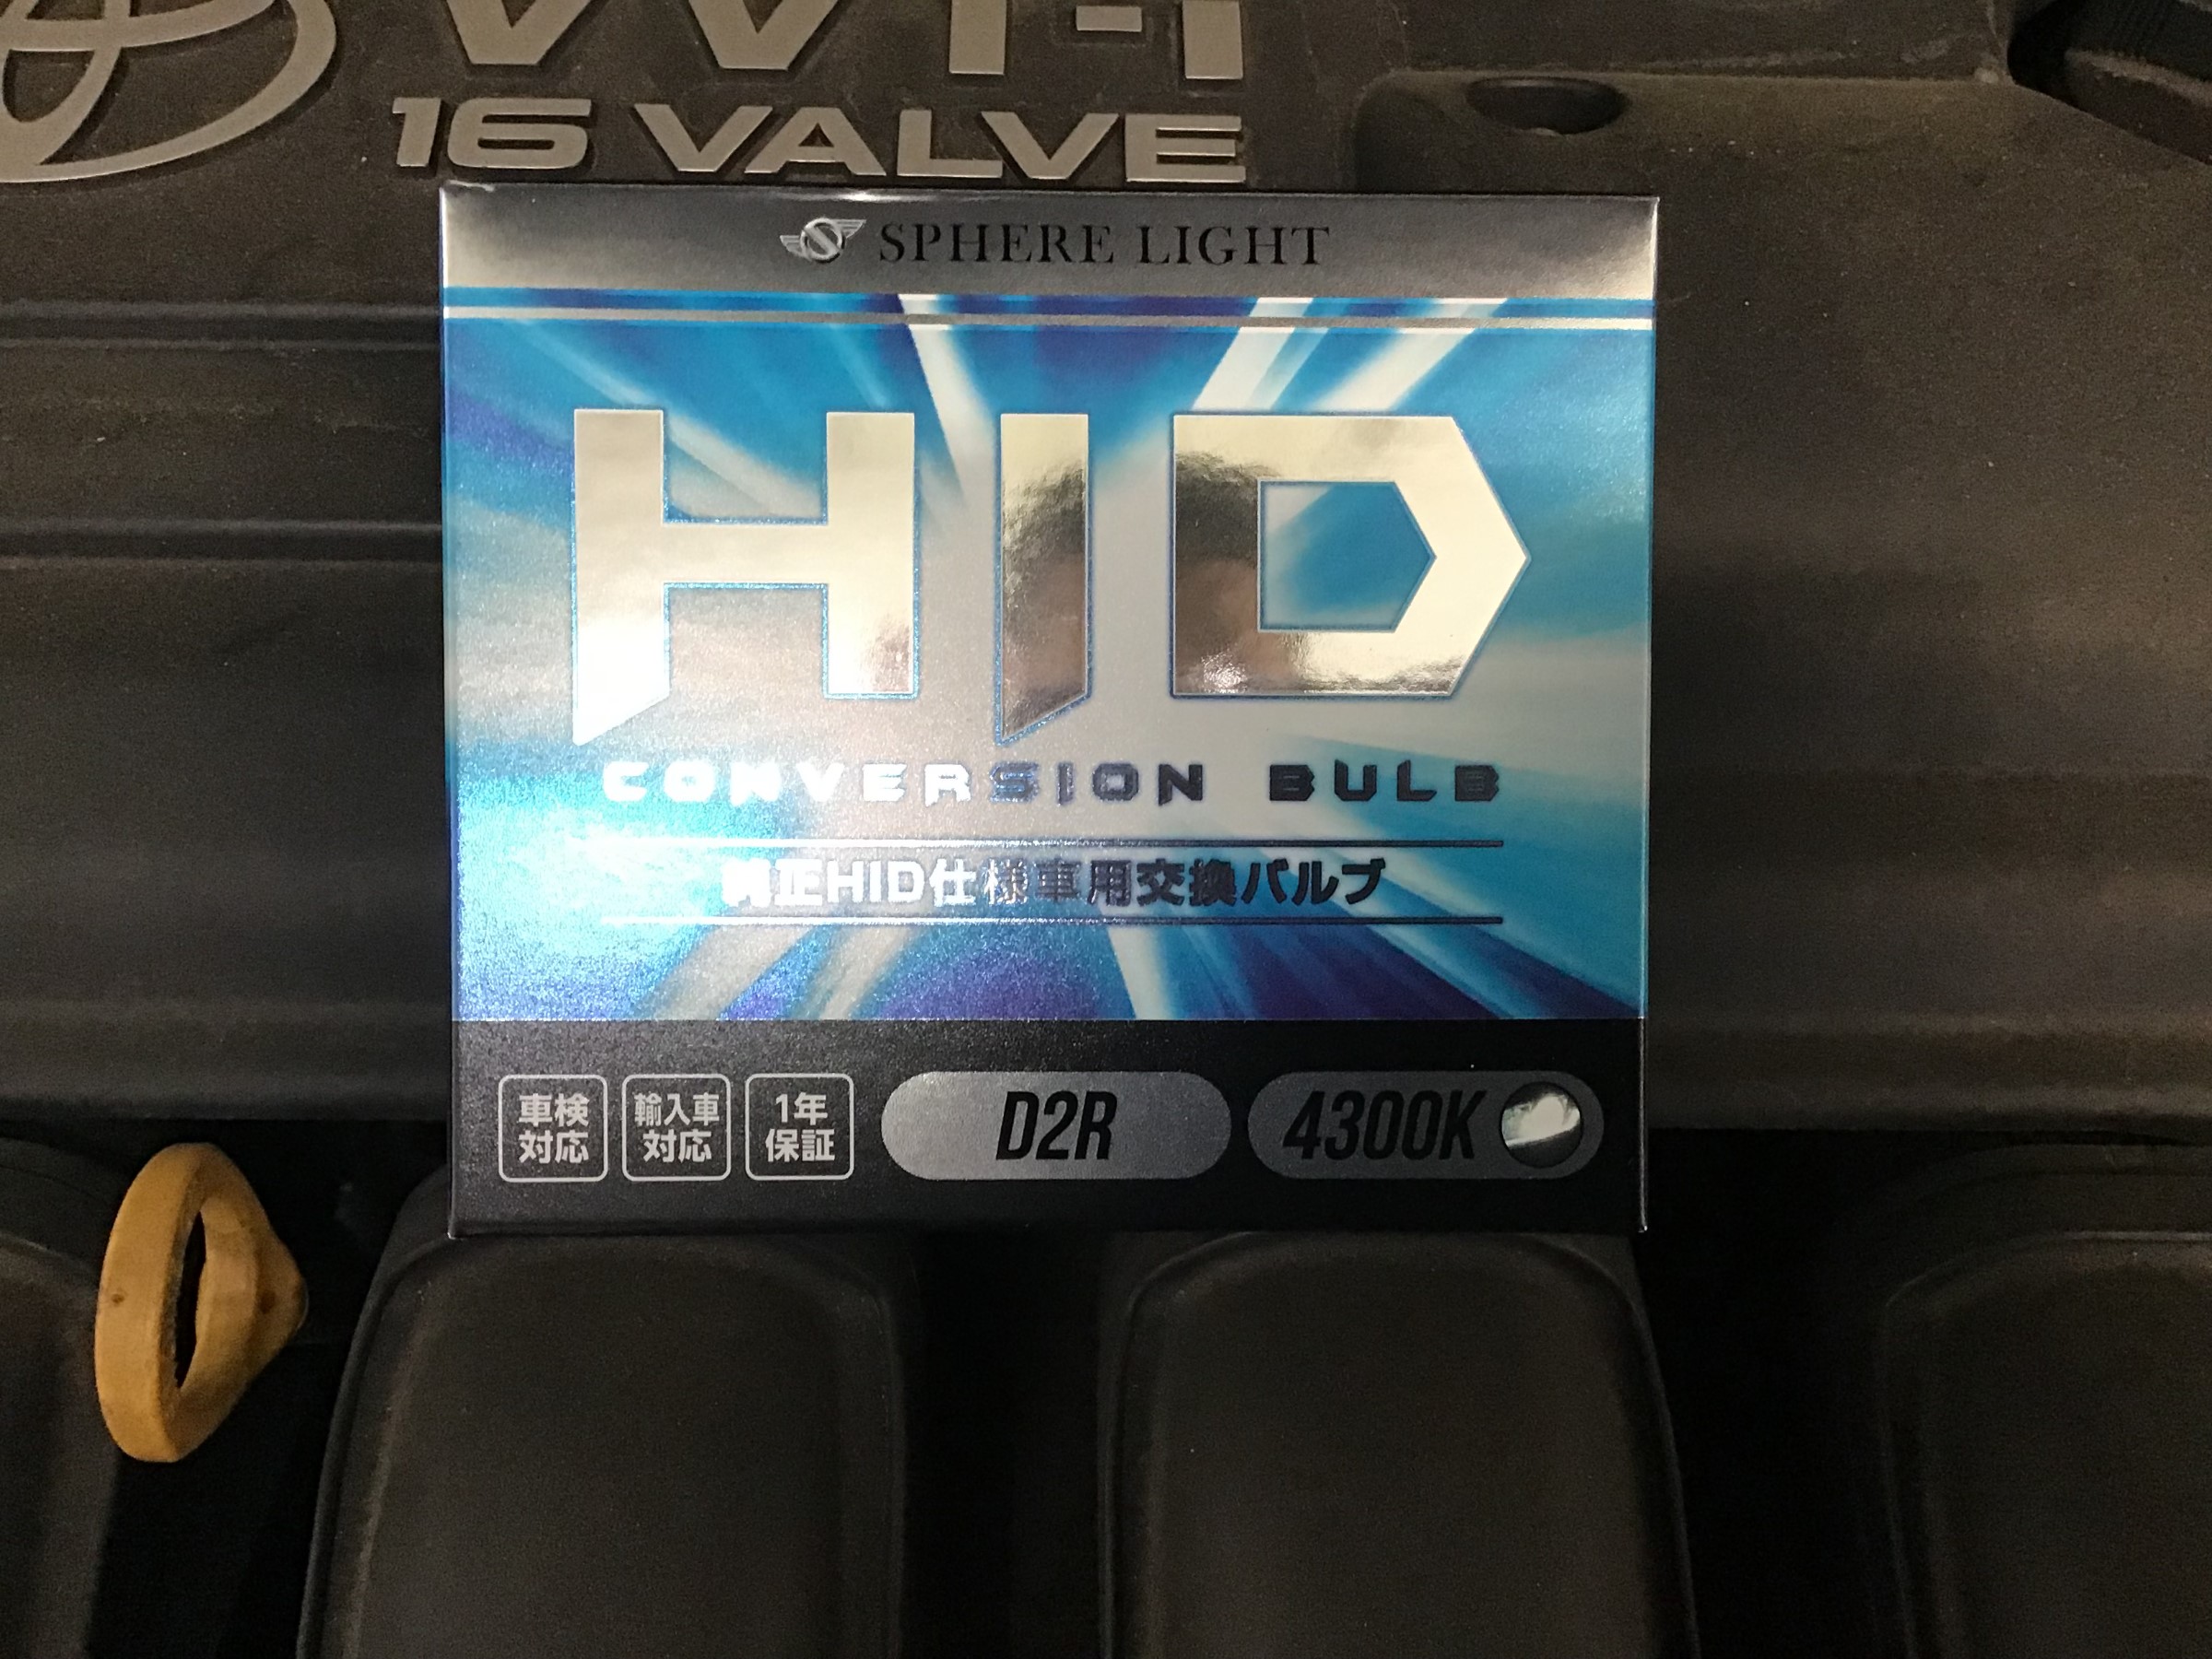 VVT-i
16 VALVE
SPHERE LIGHT
HID
CONVERSION BULB
純正HID仕様車用交換バルブ
車検
対応
輸入車
対応
1年
保証
D2R
4300K